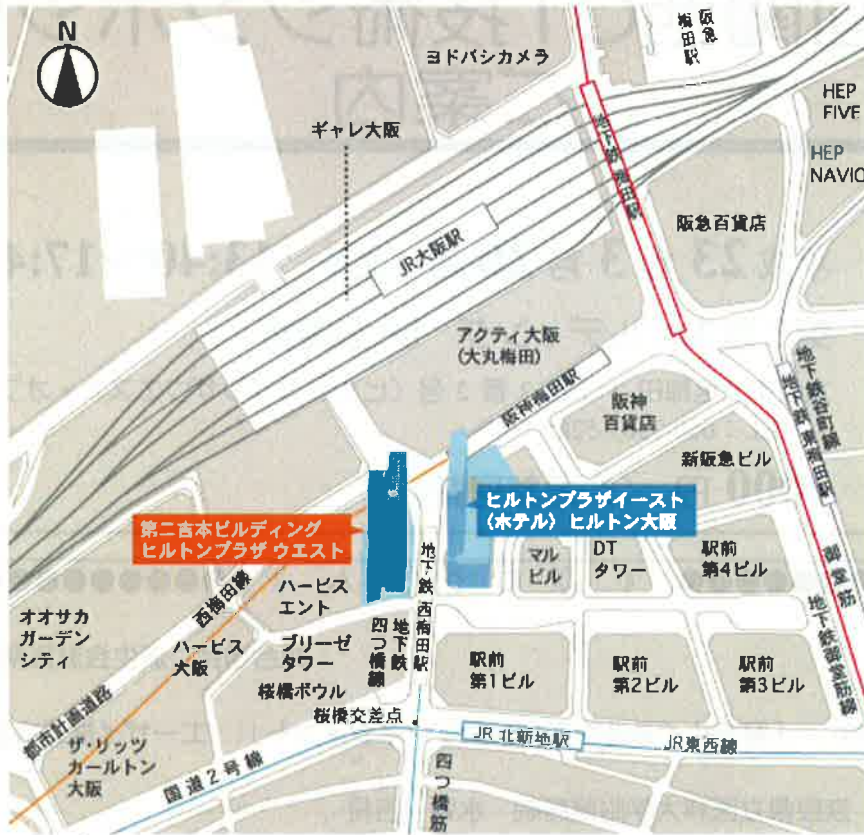 N
ヨドバシカメラ
阪急
梅田駅
HEP
FIVE
HEP
NAVIO
ギャレ大阪
地下鉄 梅田駅
阪急百貨店
JR大阪駅
アクティ大阪
(大丸梅田)
阪神梅田駅
阪神
百貨店
地下鉄谷町線
地下鉄 東梅田駅
新阪急ビル
第二吉本ビルディング
ヒルトンプラザ ウエスト
ヒルトンプラザイースト
(ホテル) ヒルトン大阪
マル
ビル
DT
タワー
駅前
第4ビル
御堂筋
地下鉄御堂筋線
西梅田線
ハービス
エント
地下鉄 西梅田駅
地下鉄
四つ橋線
オオサカ
ガーデン
シティ
ハービス
大阪
ブリーゼ
タワー
駅前
第1ビル
駅前
第2ビル
駅前
第3ビル
桜橋ボウル
桜橋交差点
都市計画道路
ザ・リッツ
カールトン
大阪
国道2号線
JR 北新地駅
JR東西線
四つ橋筋